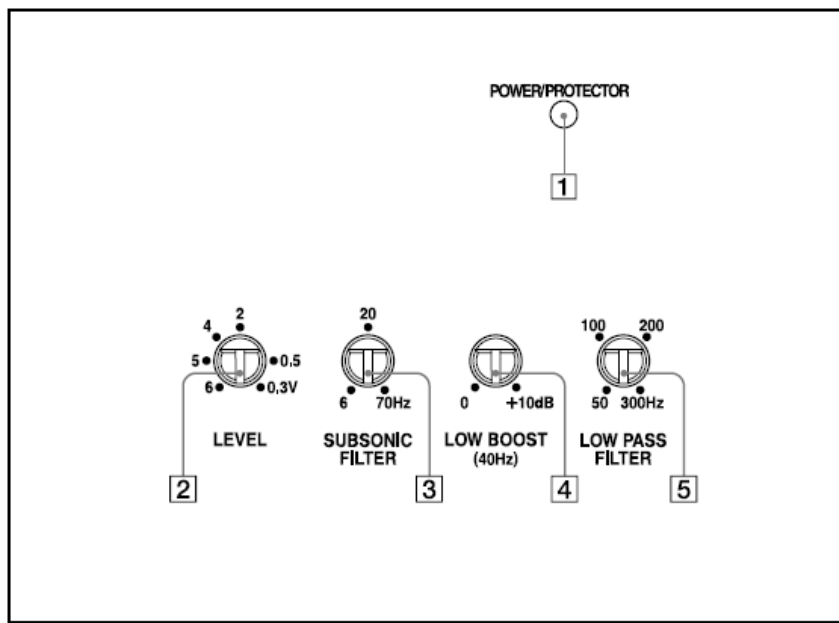 POWER/PROTECTOR
1
2
4
5
0.5
6
0,3V
LEVEL
20
6
70Hz
SUBSONIC
FILTER
0
+10dB
LOW BOOST
(40Hz)
100
200
50
300Hz
LOW PASS
FILTER
2
3
4
5